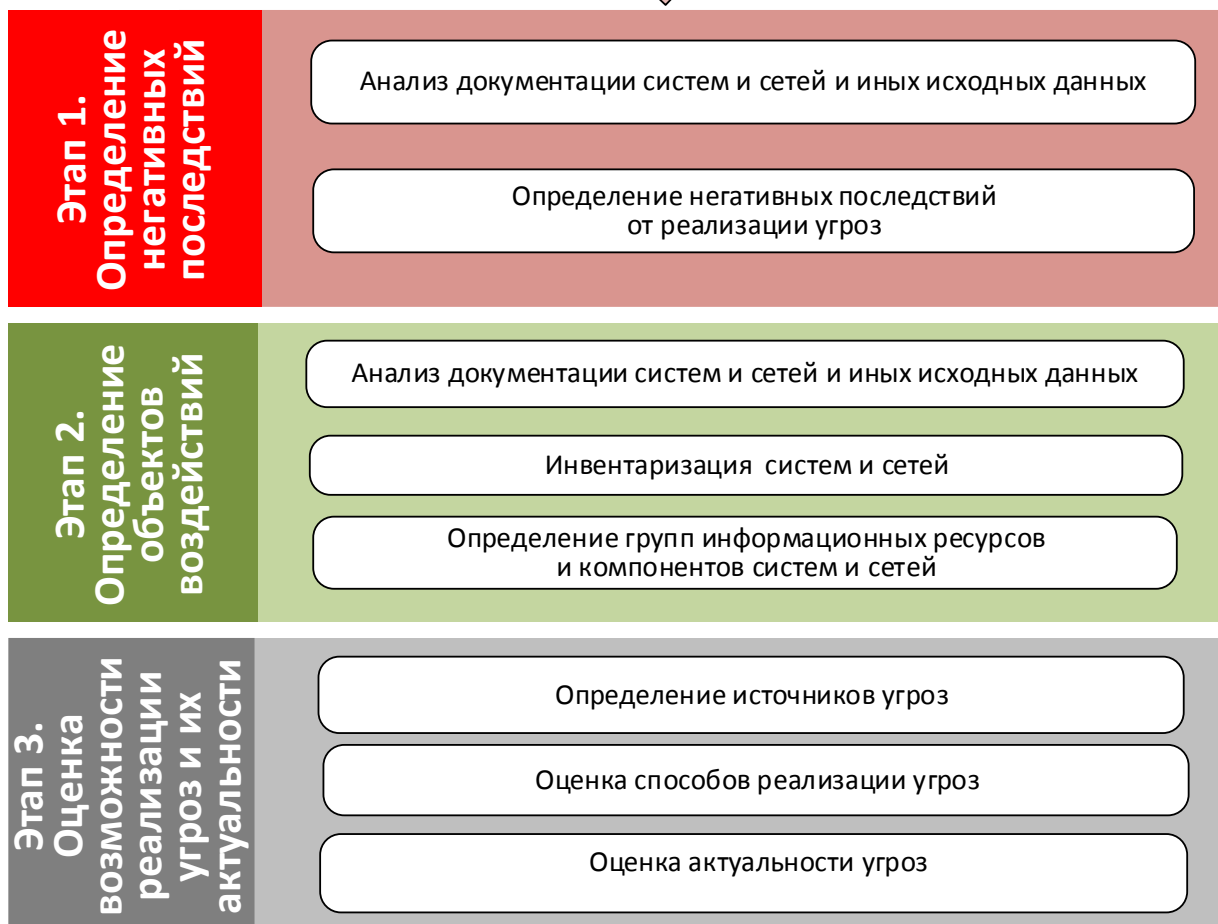 Этап 1.
Определение
негативных
последствий
Анализ документации систем и сетей и иных исходных данных
Определение негативных последствий
от реализации угроз
Этап 2.
Определение
объектов
воздействий
Анализ документации систем и сетей и иных исходных данных
Инвентаризация систем и сетей
Определение групп информационных ресурсов
и компонентов систем и сетей
Этап 3.
Оценка
возможности
реализации
угроз и их
актуальности
Определение источников угроз
Оценка способов реализации угроз
Оценка актуальности угроз